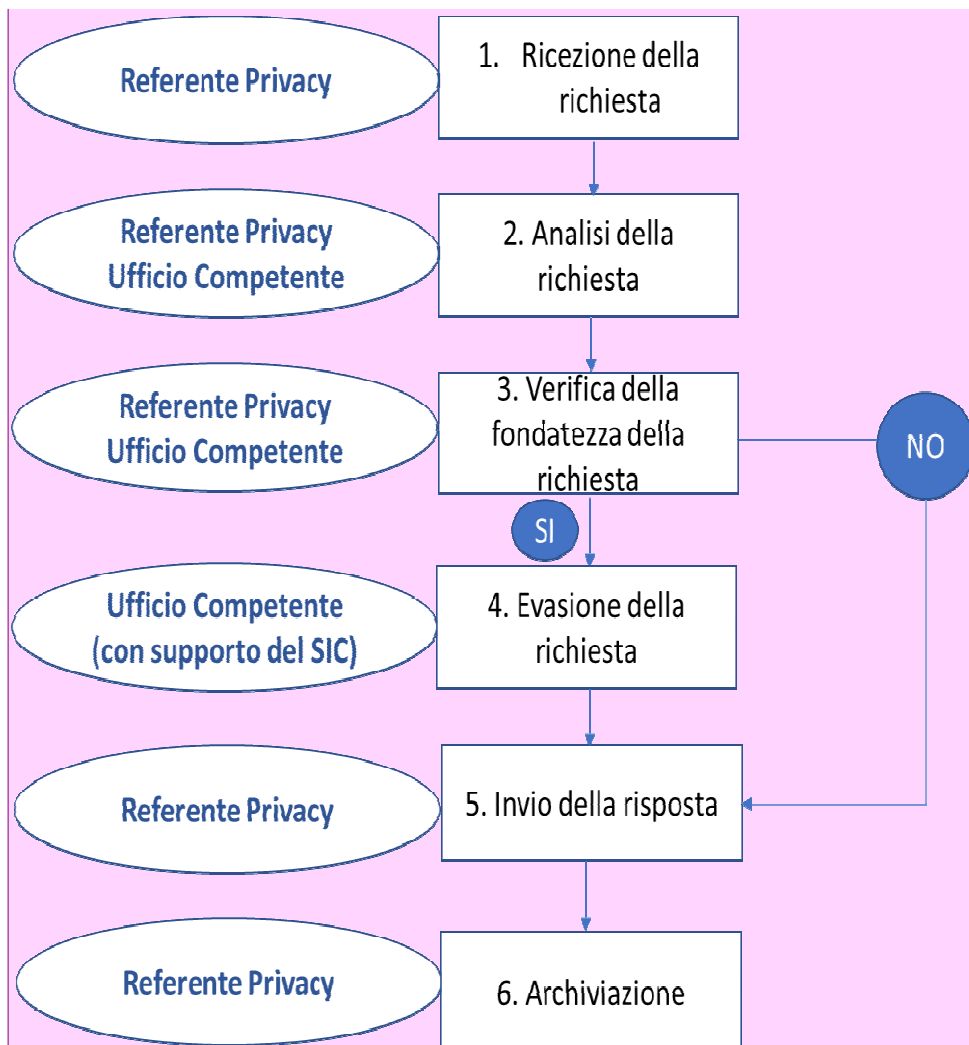 Referente Privacy
1. Ricezione della
richiesta
Referente Privacy
Ufficio Competente
2. Analisi della
richiesta
Referente Privacy
Ufficio Competente
3. Verifica della
fondatezza della
richiesta
NO
SI
Ufficio Competente
(con supporto del SIC)
4. Evasione della
richiesta
Referente Privacy
5. Invio della risposta
Referente Privacy
6. Archiviazione